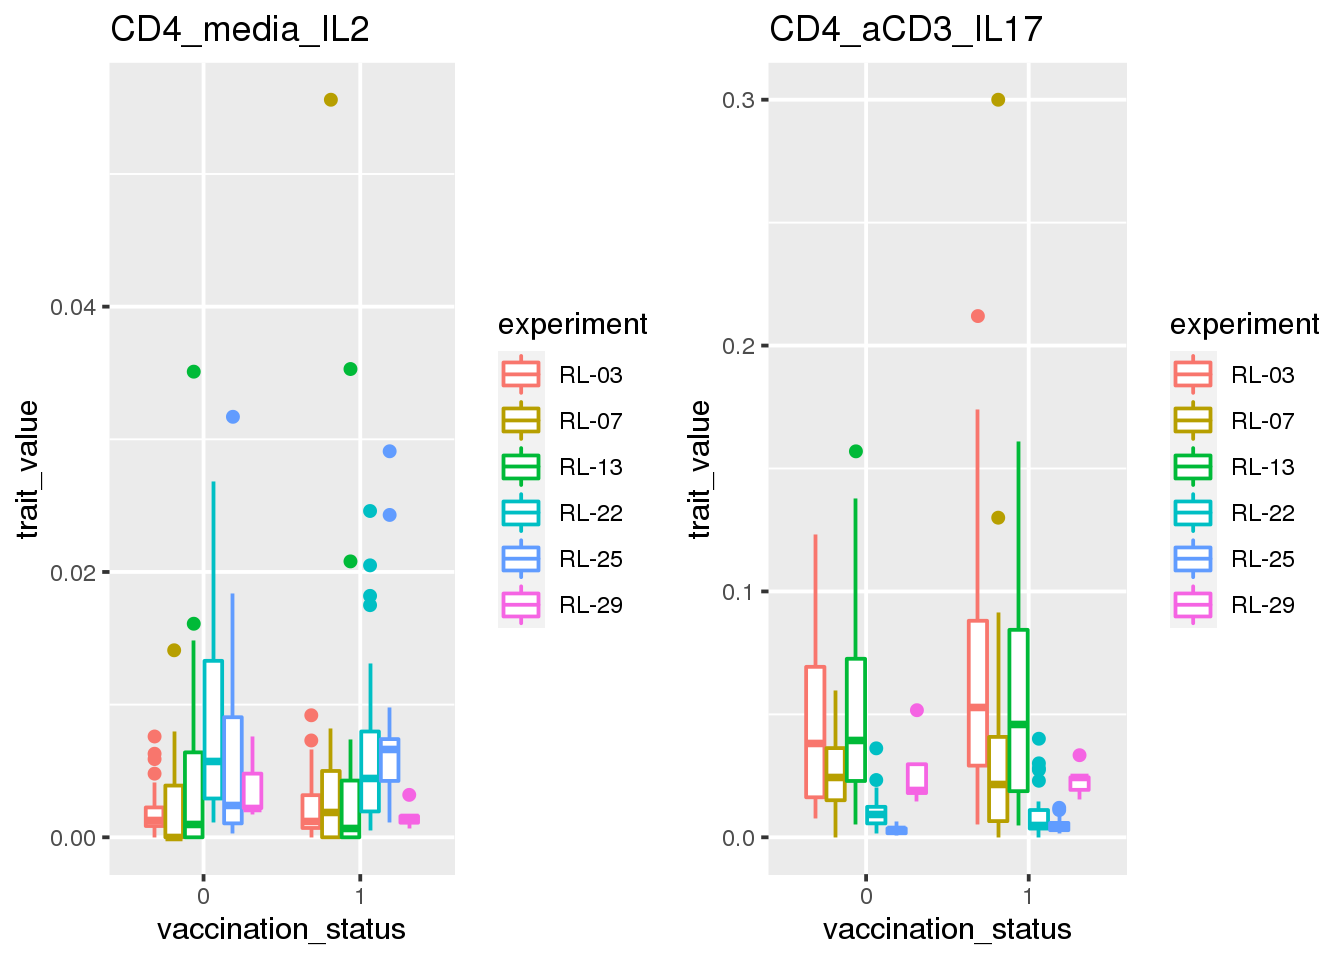 CD4_media_IL2
CD4_aCD3_IL17
trait_value
0.04
0.02
0.00
0
1
vaccination_status
experiment
RL-03
RL-07
RL-13
RL-22
RL-25
RL-29
trait_value
0.3
0.2
0.1
0.0
0
1
vaccination_status
experiment
RL-03
RL-07
RL-13
RL-22
RL-25
RL-29